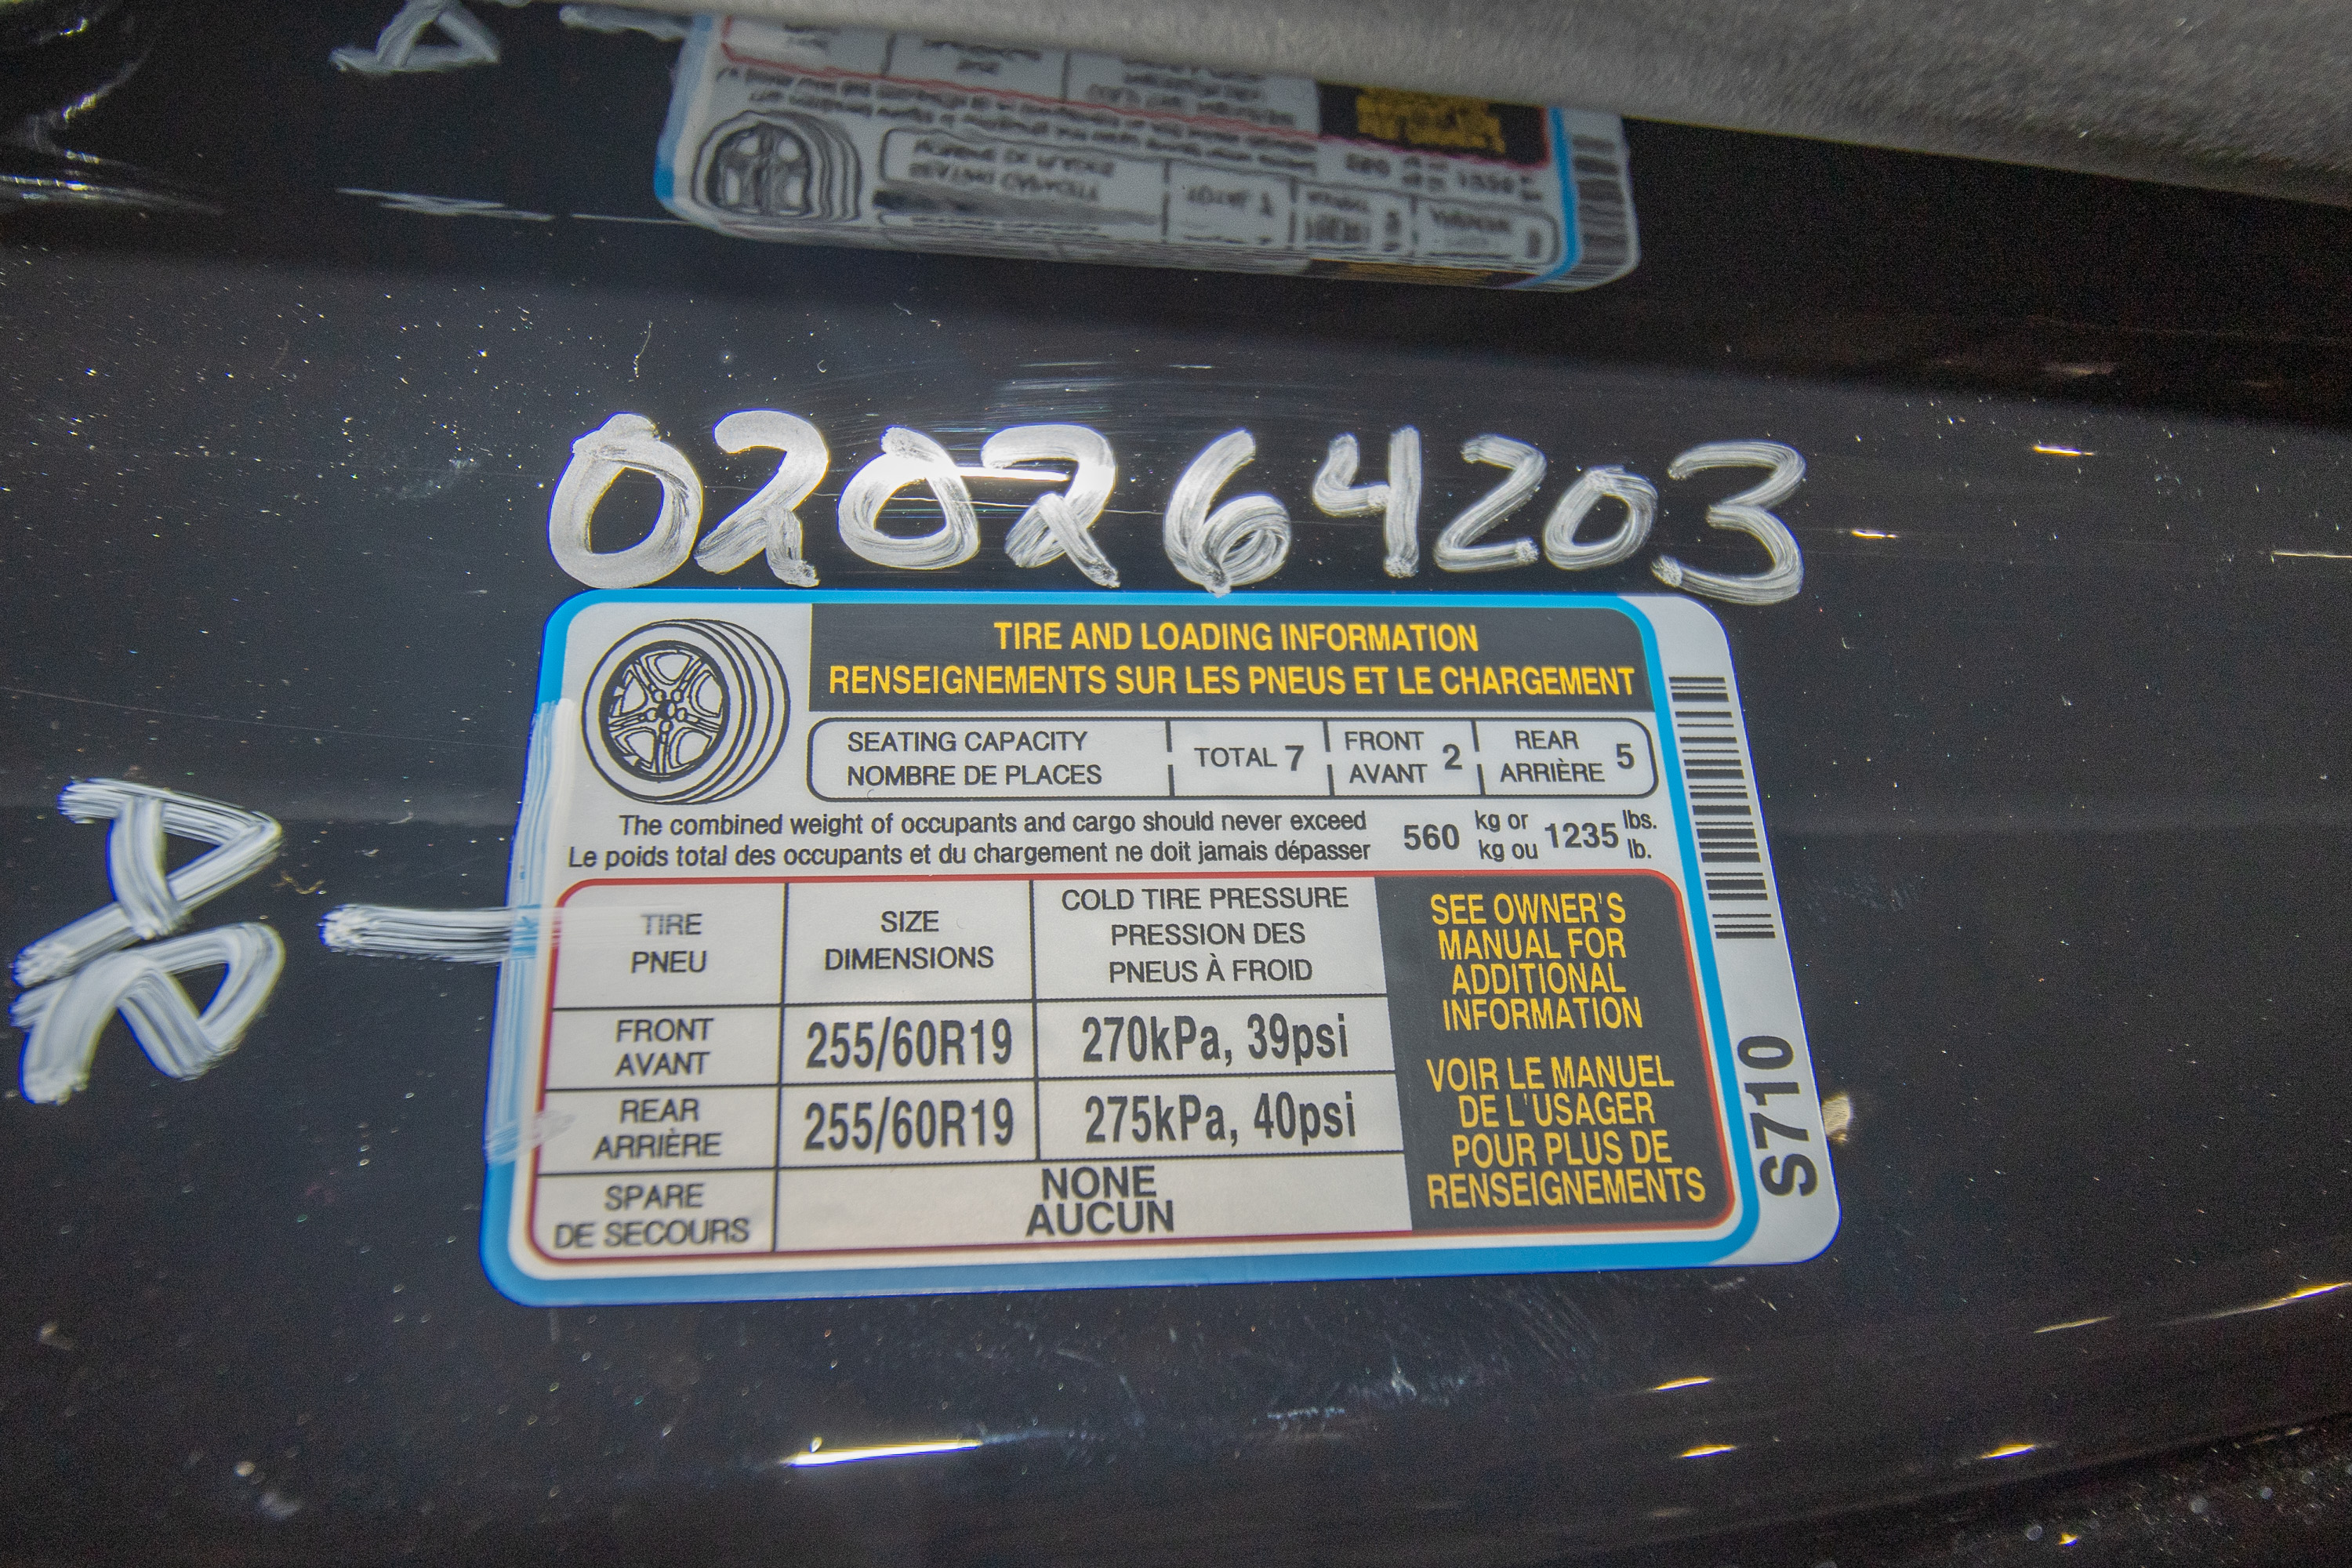 020264203
TIRE AND LOADING INFORMATION
RENSEIGNEMENTS SUR LES PNEUS ET LE CHARGEMENT
SEATING CAPACITY
NOMBRE DE PLACES
TOTAL 7
FRONT
AVANT
2
REAR
ARRIÈRE
5
The combined weight of occupants and cargo should never exceed
Le poids total des occupants et du chargement ne doit jamais dépasser
560 kg or 1235 lbs.
kg ou lb.
TIRE
PNEU
SIZE
DIMENSIONS
COLD TIRE PRESSURE
PRESSION DES
PNEUS À FROID
FRONT
AVANT
255/60R19
270kPa, 39psi
REAR
ARRIÈRE
255/60R19
275kPa, 40psi
SPARE
DE SECOURS
NONE
AUCUN
SEE OWNER'S
MANUAL FOR
ADDITIONAL
INFORMATION
VOIR LE MANUEL
DE L'USAGER
POUR PLUS DE
RENSEIGNEMENTS
S710